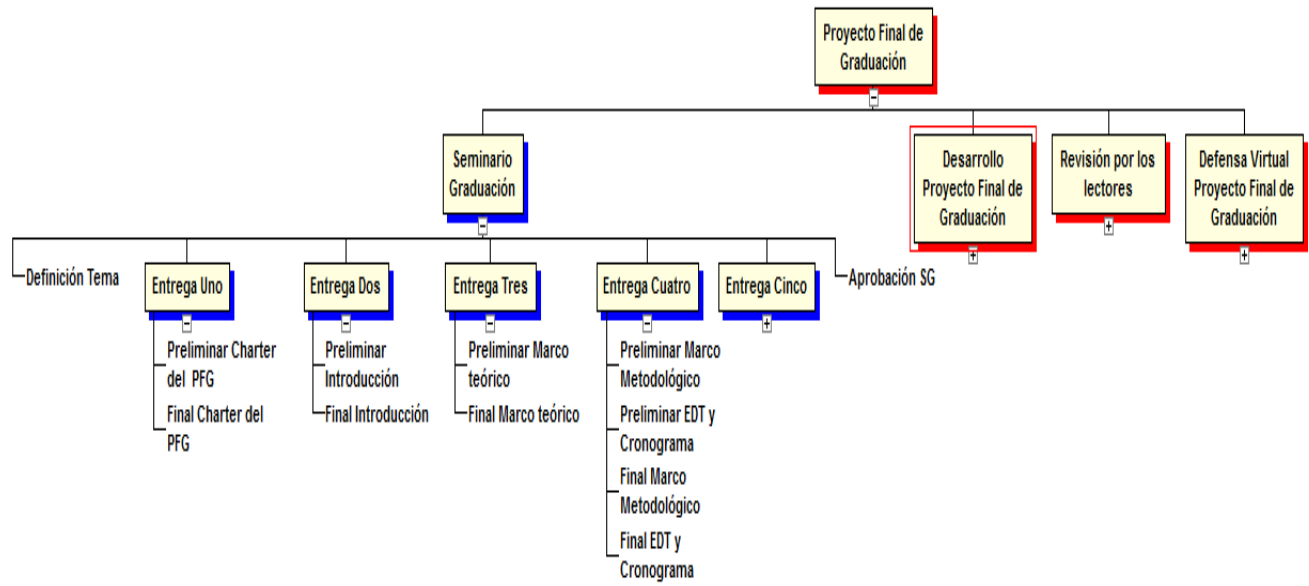 Proyecto Final de
Graduación
Seminario
Graduación
Desarrollo
Proyecto Final de
Graduación
Revisión por los
lectores
Defensa Virtual
Proyecto Final de
Graduación
Definición Tema
Entrega Uno
Entrega Dos
Entrega Tres
Entrega Cuatro
Entrega Cinco
Aprobación SG
Preliminar Charter
del PFG
Final Charter del
PFG
Preliminar
Introducción
Final Introducción
Preliminar Marco
teórico
Final Marco teórico
Preliminar Marco
Metodológico
Preliminar EDT y
Cronograma
Final Marco
Metodológico
Final EDT y
Cronograma